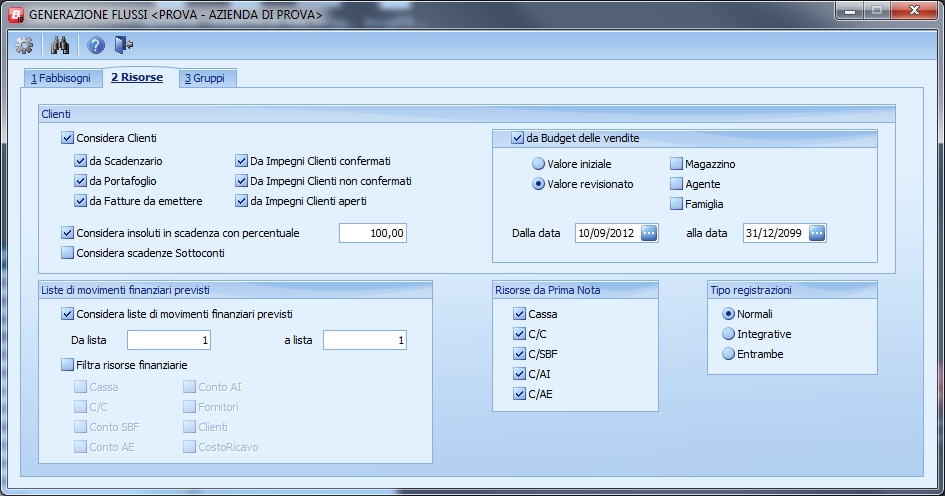 GENERAZIONE FLUSSI <PROVA - AZIENDA DI PROVA>
1 Fabbisogni
2 Risorse
3 Gruppi
Clienti
Considera Clienti
da Scadenzario
Da Impegni Clienti confermati
da Portafoglio
Da Impegni Clienti non confermati
da Fatture da emettere
da Impegni Clienti aperti
Considera insoluti in scadenza con percentuale 100,00
Considera scadenze Sottoconti
da Budget delle vendite
Valore iniziale
Magazzino
Valore revisionato
Agente
Famiglia
Dalla data 10/09/2012 ... alla data 31/12/2099 ...
Liste di movimenti finanziari previsti
Considera liste di movimenti finanziari previsti
Da lista 1 a lista 1
Filtra risorse finanziarie
Cassa
Conto AI
C/C
Fornitori
Conto SBF
Clienti
Conto AE
CostoRicavo
Risorse da Prima Nota
Cassa
C/C
C/SBF
C/AI
C/AE
Tipo registrazioni
Normali
Integrative
Entrambe